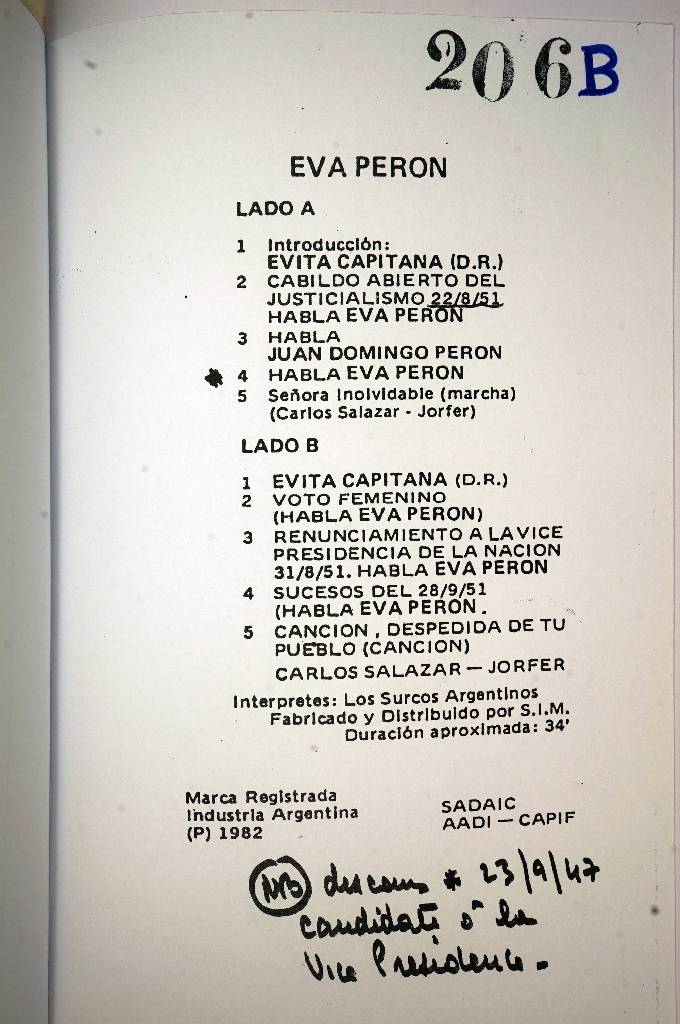 206B
EVA PERON
LADO A
1 Introducción:
EVITA CAPITANA (D.R.)
2 CABILDO ABIERTO DEL
JUSTICIALISMO 22/8/51
HABLA EVA PERON
3 HABLA
JUAN DOMINGO PERON
* 4 HABLA EVA PERON
5 Señora Inolvidable (marcha)
(Carlos Salazar - Jorfer)
LADO B
1 EVITA CAPITANA (D.R.)
2 VOTO FEMENINO
(HABLA EVA PERON)
3 RENUNCIAMIENTO A LA VICE
PRESIDENCIA DE LA NACION
31/8/51. HABLA EVA PERON
4 SUCESOS DEL 28/9/51
(HABLA EVA PERON.
5 CANCION, DESPEDIDA DE TU
PUEBLO (CANCION)
CARLOS SALAZAR — JORFER
Interpretes: Los Surcos Argentinos
Fabricado y Distribuido por S.I.M.
Duración aproximada: 34'
Marca Registrada
Industria Argentina
(P) 1982
SADAIC
AADI — CAPIF
NB discours * 23/9/47
candidate à la
Vice Présidence.